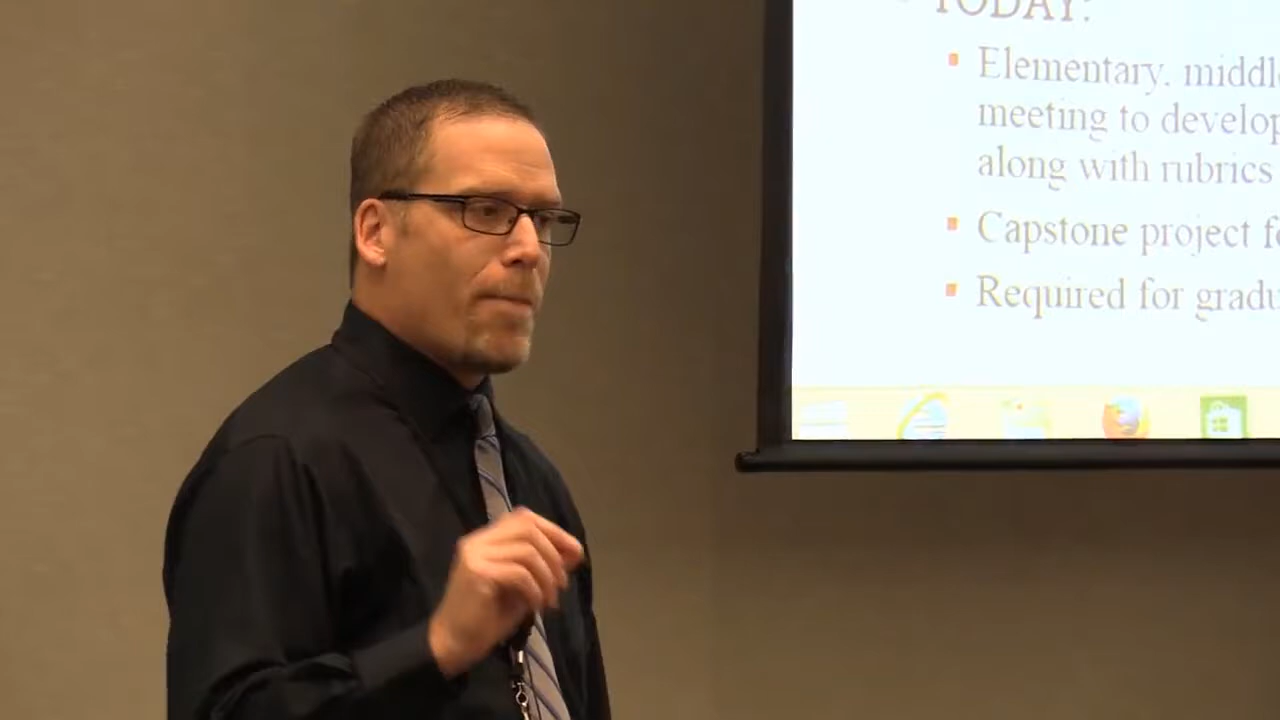 TODAY:
Elementary. middl
meeting to develop
along with rubrics
Capstone project f
Required for gradu